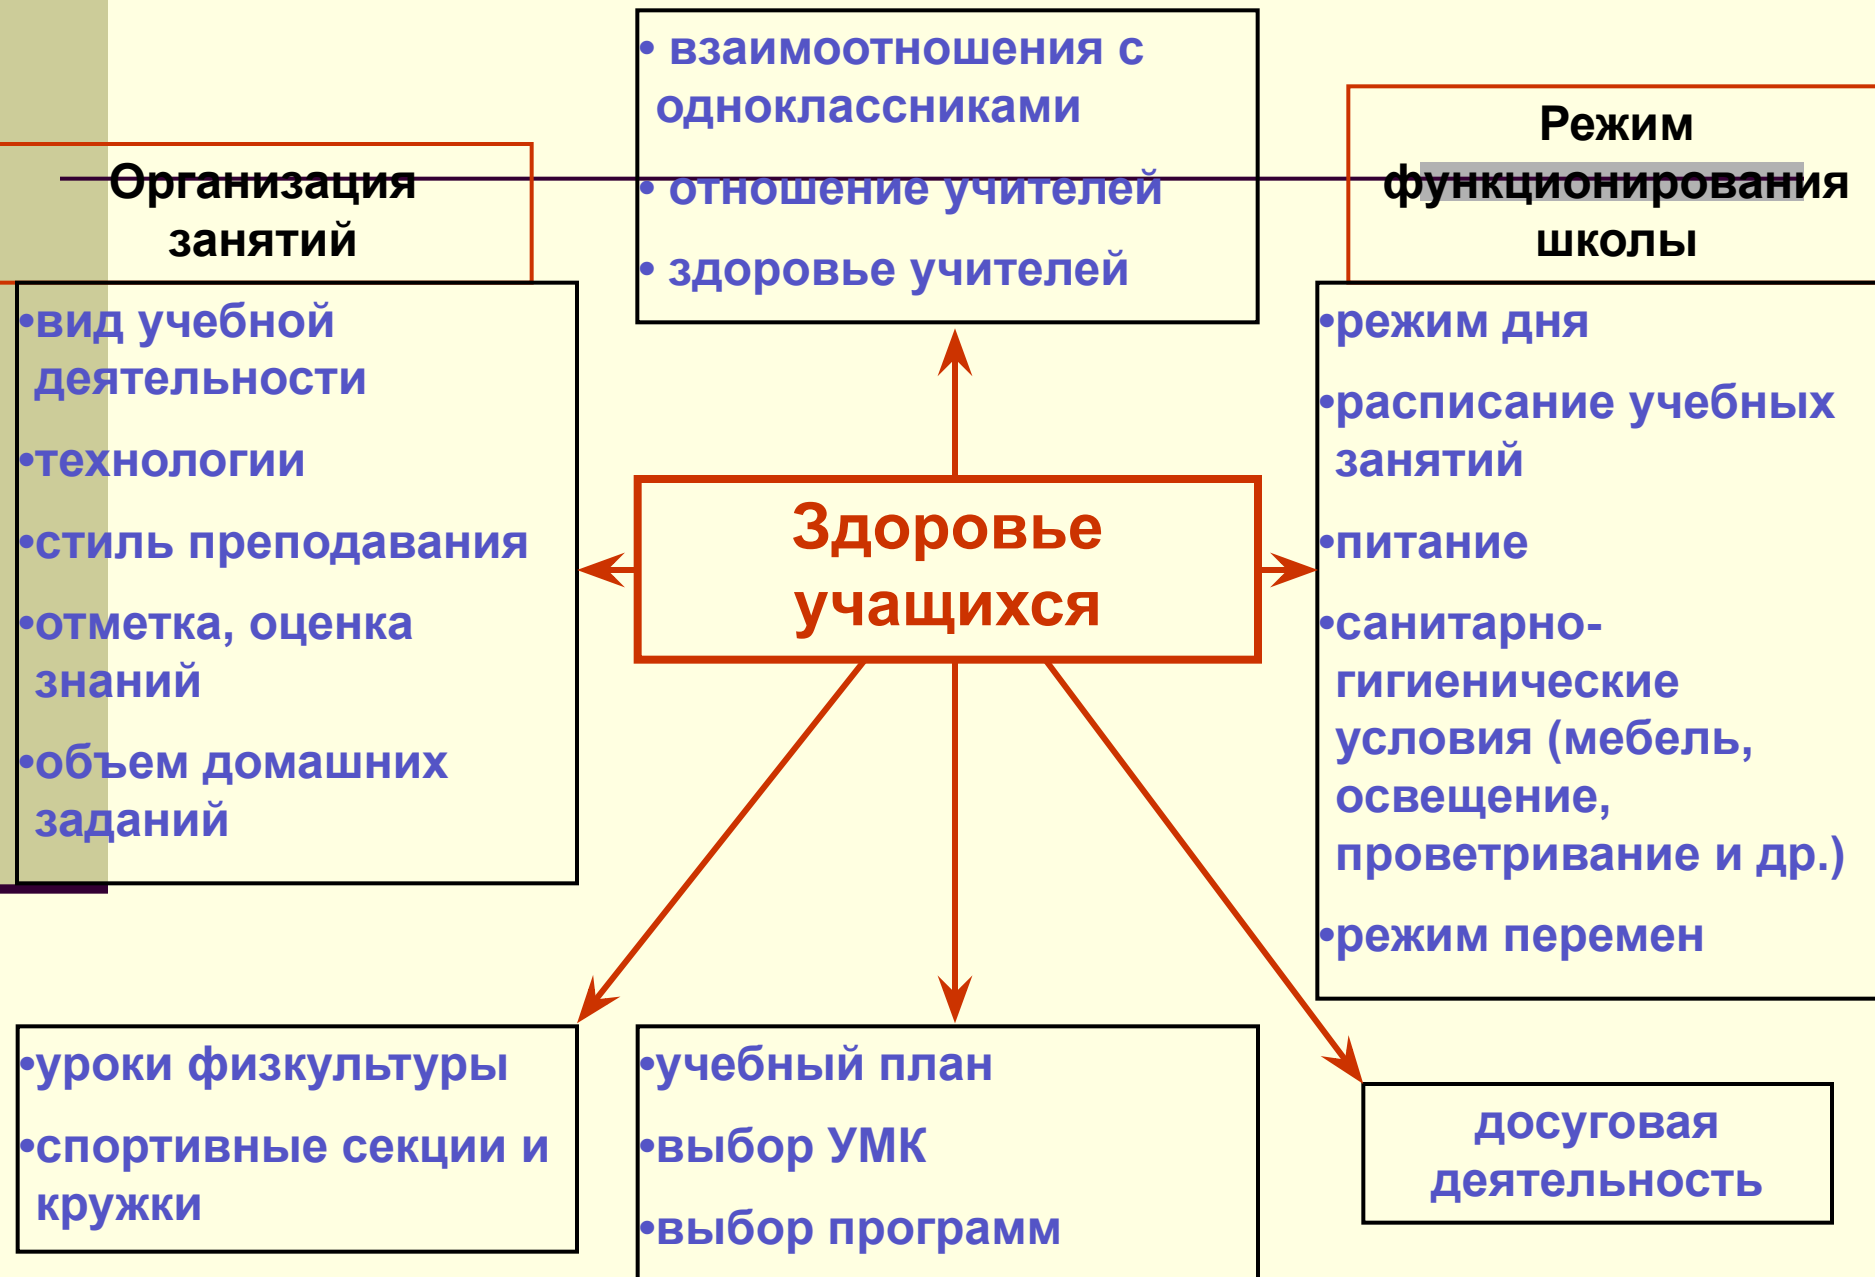 • взаимоотношения с
одноклассниками
• отношение учителей
• здоровье учителей
Организация
занятий
•вид учебной
деятельности
•технологии
•стиль преподавания
•отметка, оценка
знаний
•объем домашних
заданий
Режим
функционирования
школы
•режим дня
•расписание учебных
занятий
•питание
•санитарно-
гигиенические
условия (мебель,
освещение,
проветривание и др.)
•режим перемен
Здоровье
учащихся
•уроки физкультуры
•спортивные секции и
кружки
•учебный план
•выбор УМК
•выбор программ
досуговая
деятельность